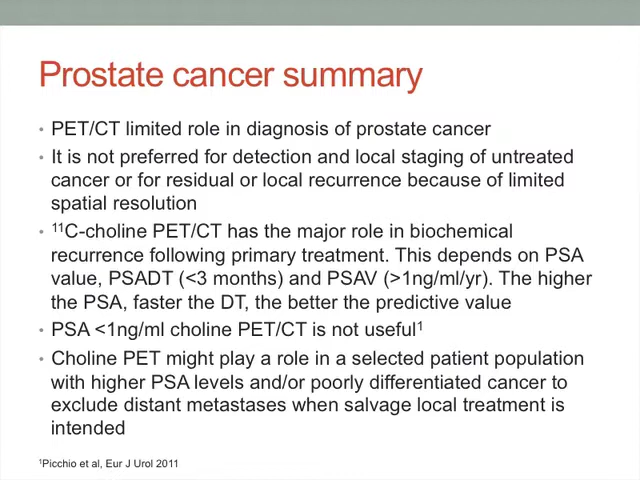 Prostate cancer summary
• PET/CT limited role in diagnosis of prostate cancer
• It is not preferred for detection and local staging of untreated
cancer or for residual or local recurrence because of limited
spatial resolution
• ¹¹C-choline PET/CT has the major role in biochemical
recurrence following primary treatment. This depends on PSA
value, PSADT (<3 months) and PSAV (>1ng/ml/yr). The higher
the PSA, faster the DT, the better the predictive value
• PSA <1ng/ml choline PET/CT is not useful¹
• Choline PET might play a role in a selected patient population
with higher PSA levels and/or poorly differentiated cancer to
exclude distant metastases when salvage local treatment is
intended
¹Picchio et al, Eur J Urol 2011